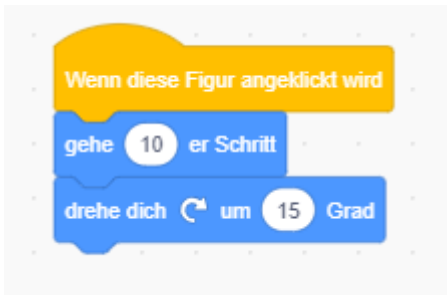 Wenn diese Figur angeklickt wird
gehe 10 er Schritt
drehe dich um 15 Grad